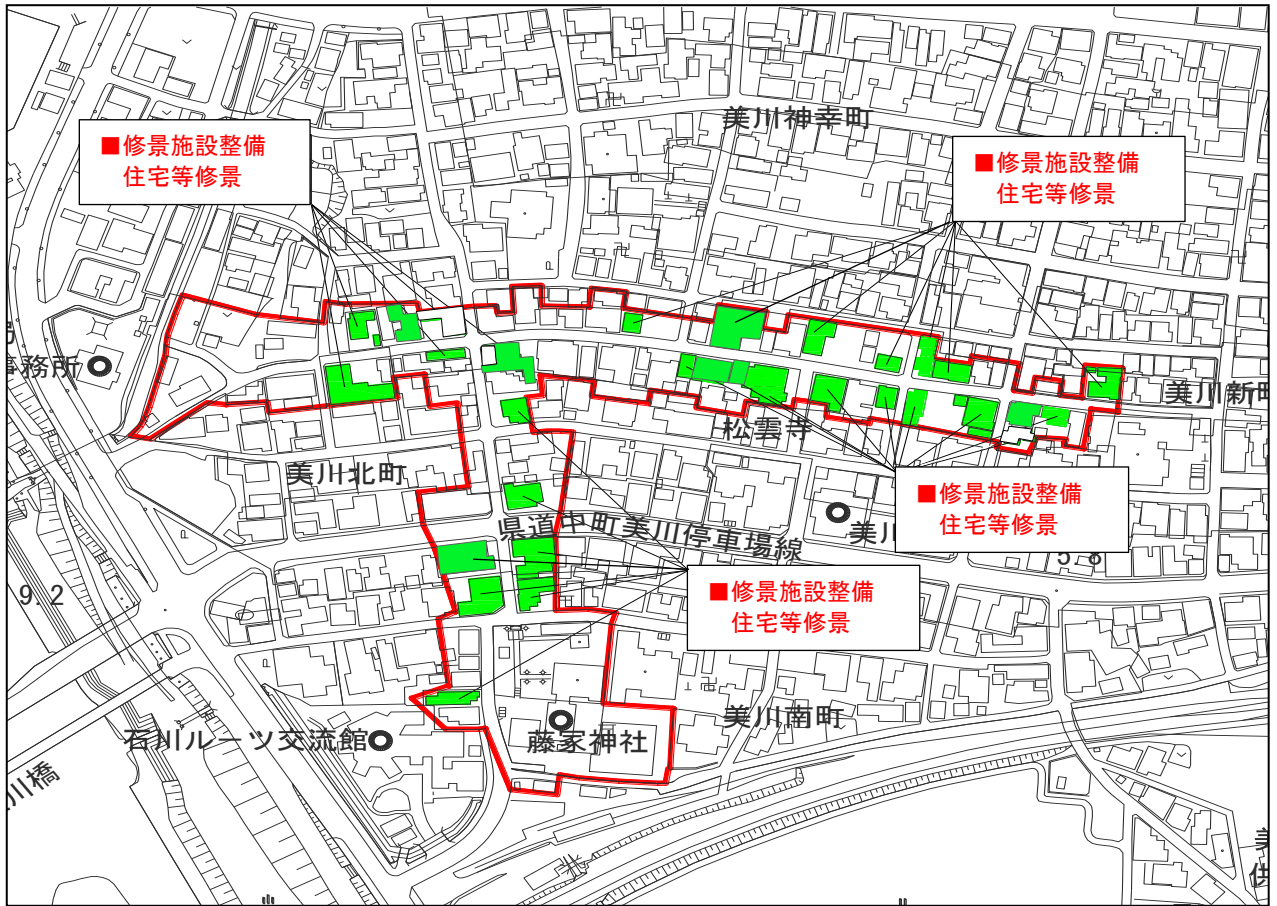 美川神幸町
■修景施設整備
住宅等修景
■修景施設整備
住宅等修景
事務所
美川新町
松雲寺
美川北町
■修景施設整備
住宅等修景
県道中町美川停車場線
美川
5.8
9.2
■修景施設整備
住宅等修景
美川南町
石川ルーツ交流館
藤家神社
川橋
美
供